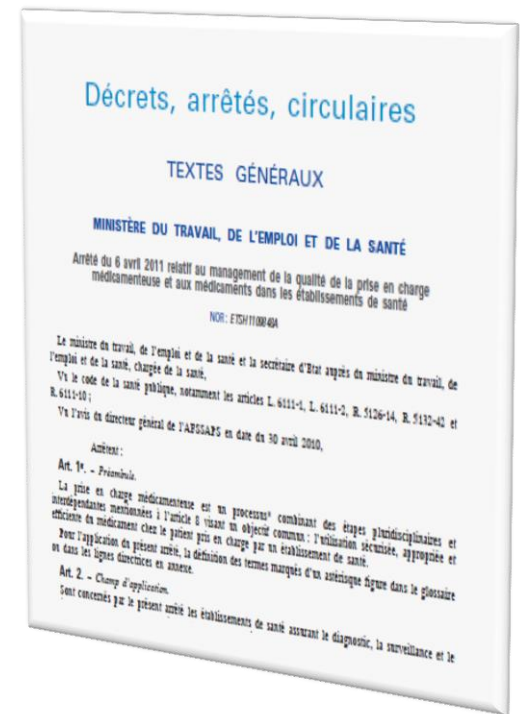 Décrets, arrêtés, circulaires
TEXTES GÉNÉRAUX
MINISTÈRE DU TRAVAIL, DE L'EMPLOI ET DE LA SANTÉ
Arrêté du 6 avril 2011 relatif au management de la qualité de la prise en charge
médicamenteuse et aux médicaments dans les établissements de santé
NOR : ETSH1109848A
Le ministre du travail, de l'emploi et de la santé et la secrétaire d'Etat auprès du ministre du travail, de
l'emploi et de la santé, chargée de la santé,
Vu le code de la santé publique, notamment les articles L. 6111-1, L. 6111-2, R. 5126-14, R. 5132-42 et
R. 6111-10 ;
Vu l'avis du directeur général de l'AFSSAPS en date du 30 avril 2010,
Arrêtent :
Art. 1er. – Préambule.
La prise en charge médicamenteuse est un processus* combinant des étapes pluridisciplinaires et
interdépendantes mentionnées à l'article 8 visant un objectif commun : l'utilisation sécurisée, appropriée et
efficiente du médicament chez le patient pris en charge par un établissement de santé.
Pour l'application du présent arrêté, la définition des termes marqués d'un astérisque figure dans le glossaire
ou dans les lignes directrices en annexe.
Art. 2. – Champ d'application.
Sont concernés par le présent arrêté les établissements de santé assurant le diagnostic, la surveillance et le